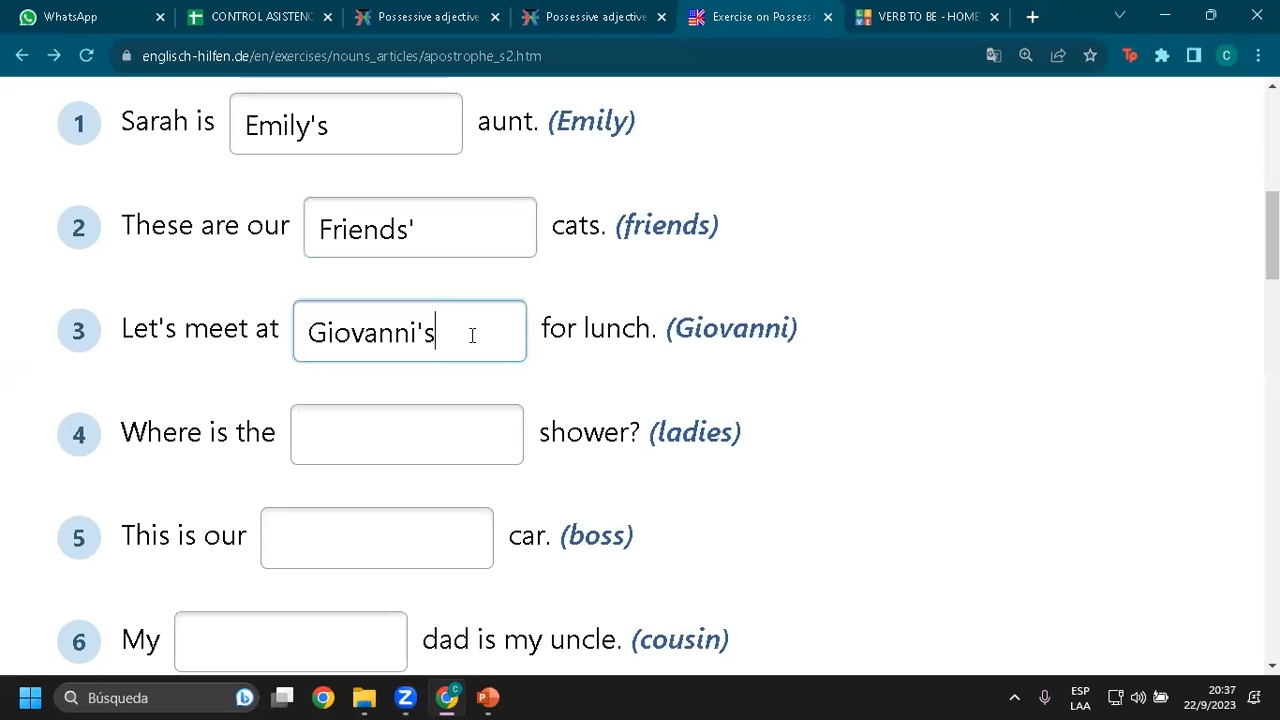 WhatsApp
CONTROL ASISTENC
Possessive adjective
Possessive adjective
Exercise on Possess
VERB TO BE - HOME
englisch-hilfen.de/en/exercises/nouns_articles/apostrophe_s2.htm
Tp
C
1 Sarah is Emily's aunt. (Emily)
2 These are our Friends' cats. (friends)
3 Let's meet at Giovanni's for lunch. (Giovanni)
4 Where is the shower? (ladies)
5 This is our car. (boss)
6 My dad is my uncle. (cousin)
Búsqueda
ESP
LAA
20:37
22/9/2023